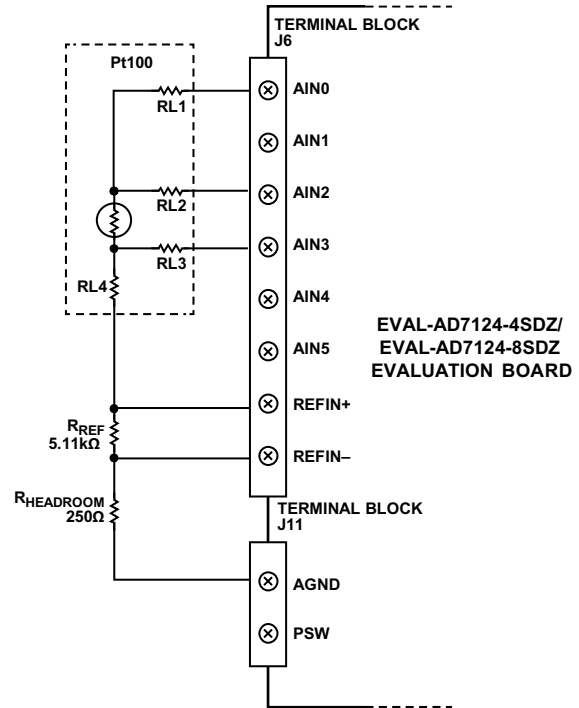 TERMINAL BLOCK
J6
Pt100
RL1
AIN0
AIN1
RL2
AIN2
RL3
AIN3
RL4
AIN4
AIN5
EVAL-AD7124-4SDZ/
EVAL-AD7124-8SDZ
EVALUATION BOARD
REFIN+
RREF
5.11kΩ
REFIN–
RHEADROOM
250Ω
TERMINAL BLOCK
J11
AGND
PSW